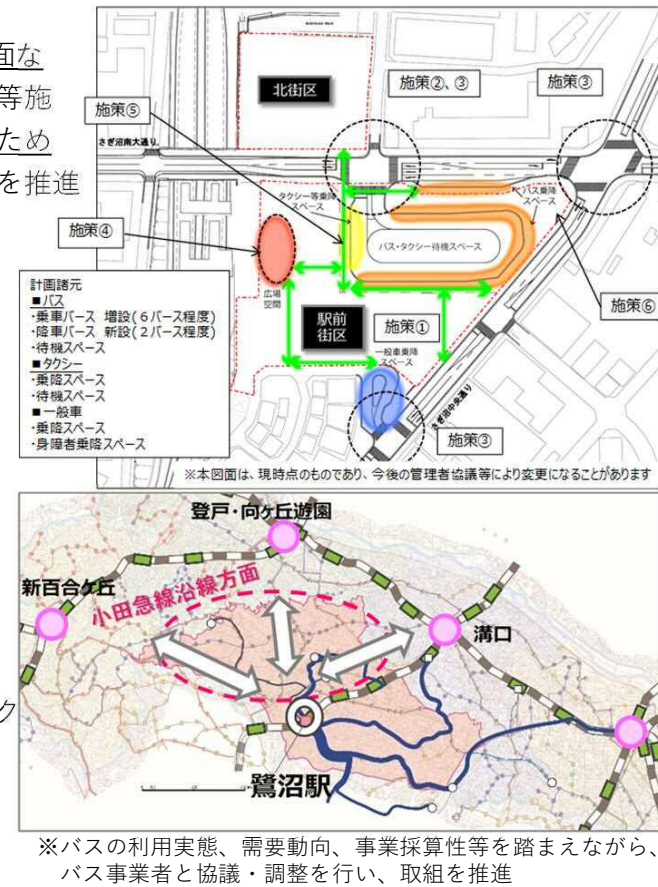 面な
等施
ため
を推進
北街区
施策②、③
施策③
施策⑤
さぎ沼南大通り
タクシー等乗降
スペース
バス乗降
スペース
施策④
バス・タクシー待機スペース
広場
空間
計画諸元
■バス
・乗車バース 増設(6バース程度)
・降車バース 新設(2バース程度)
・待機スペース
■タクシー
・乗降スペース
・待機スペース
■一般車
・乗降スペース
・身障者乗降スペース
駅前
街区
施策①
施策⑥
一般車乗降
スペース
さぎ沼中央通り
施策③
※本図面は、現時点のものであり、今後の管理者協議等により変更になることがあります
登戸・向ヶ丘遊園
新百合ケ丘
小田急線沿線方面
溝口
ク
鷺沼駅
※バスの利用実態、需要動向、事業採算性等を踏まえながら、
バス事業者と協議・調整を行い、取組を推進